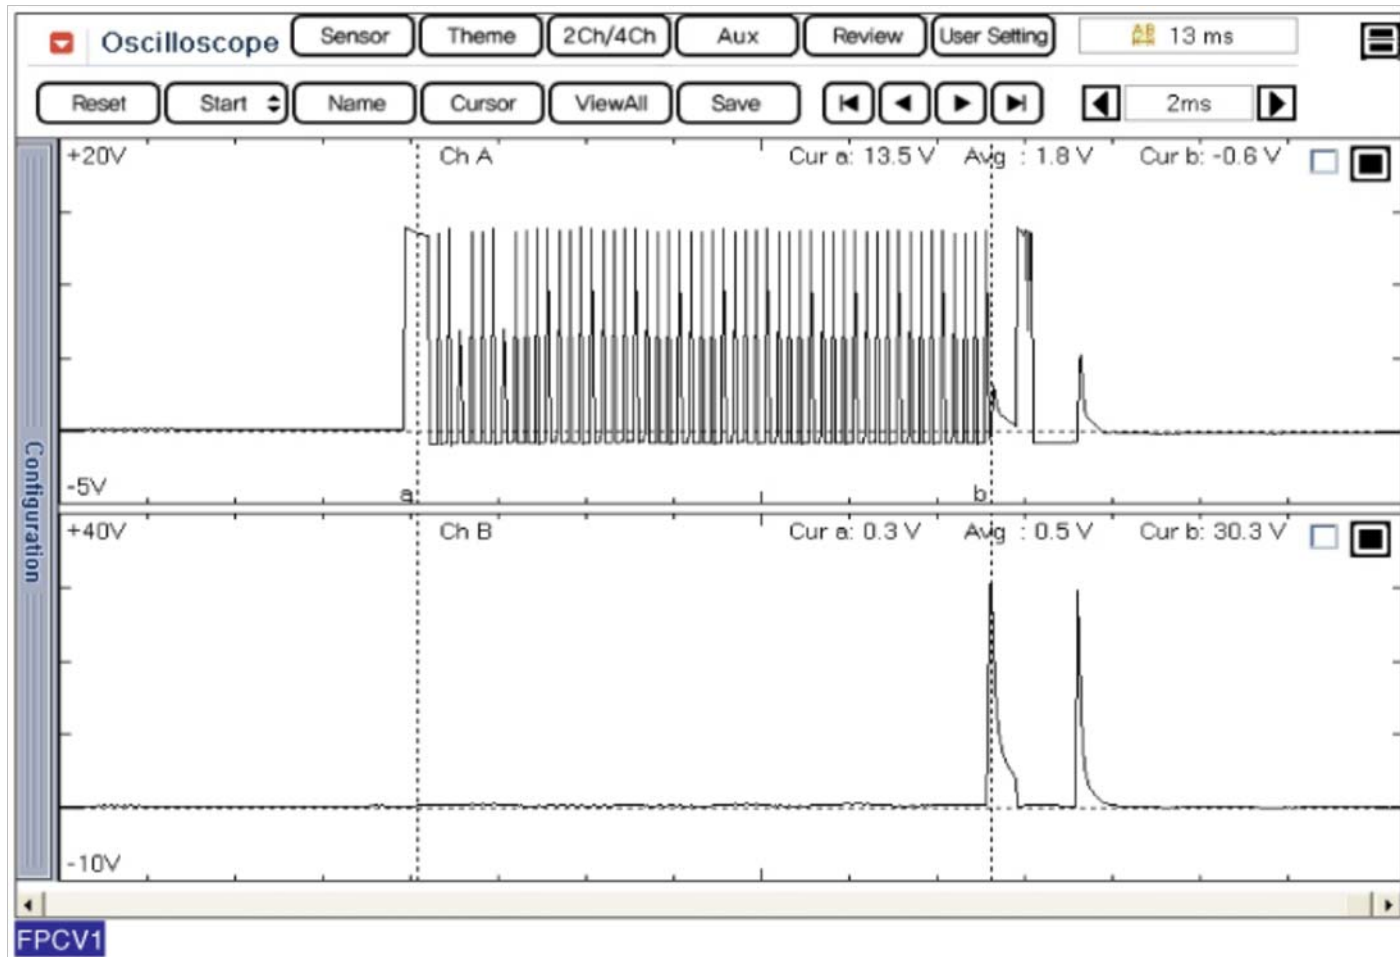 Oscilloscope Sensor Theme 2Ch/4Ch Aux Review User Setting AB 13 ms
Reset Start Name Cursor ViewAll Save 2ms
+20V Ch A Cur a: 13.5 V Avg : 1.8 V Cur b: -0.6 V
Configuration
-5V a b
+40V Ch B Cur a: 0.3 V Avg : 0.5 V Cur b: 30.3 V
-10V
FPCV1